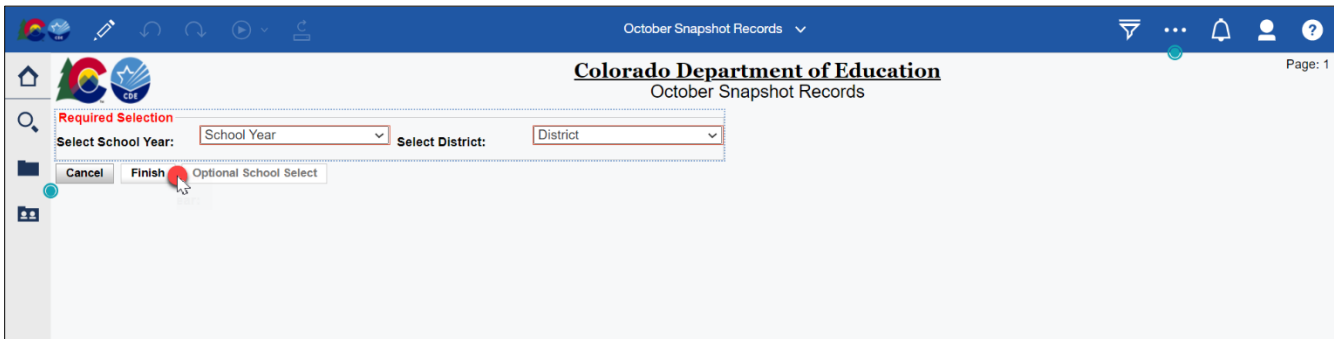 October Snapshot Records
Colorado Department of Education
October Snapshot Records
Page: 1
CDE
Required Selection
Select School Year: School Year Select District: District
Cancel Finish Optional School Select